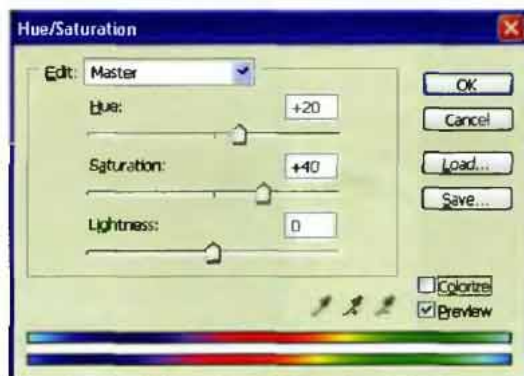 Hue/Saturation
Edit: Master
Hue: +20
Saturation: +40
Lightness: 0
OK
Cancel
Load...
Save...
Colorize
Preview